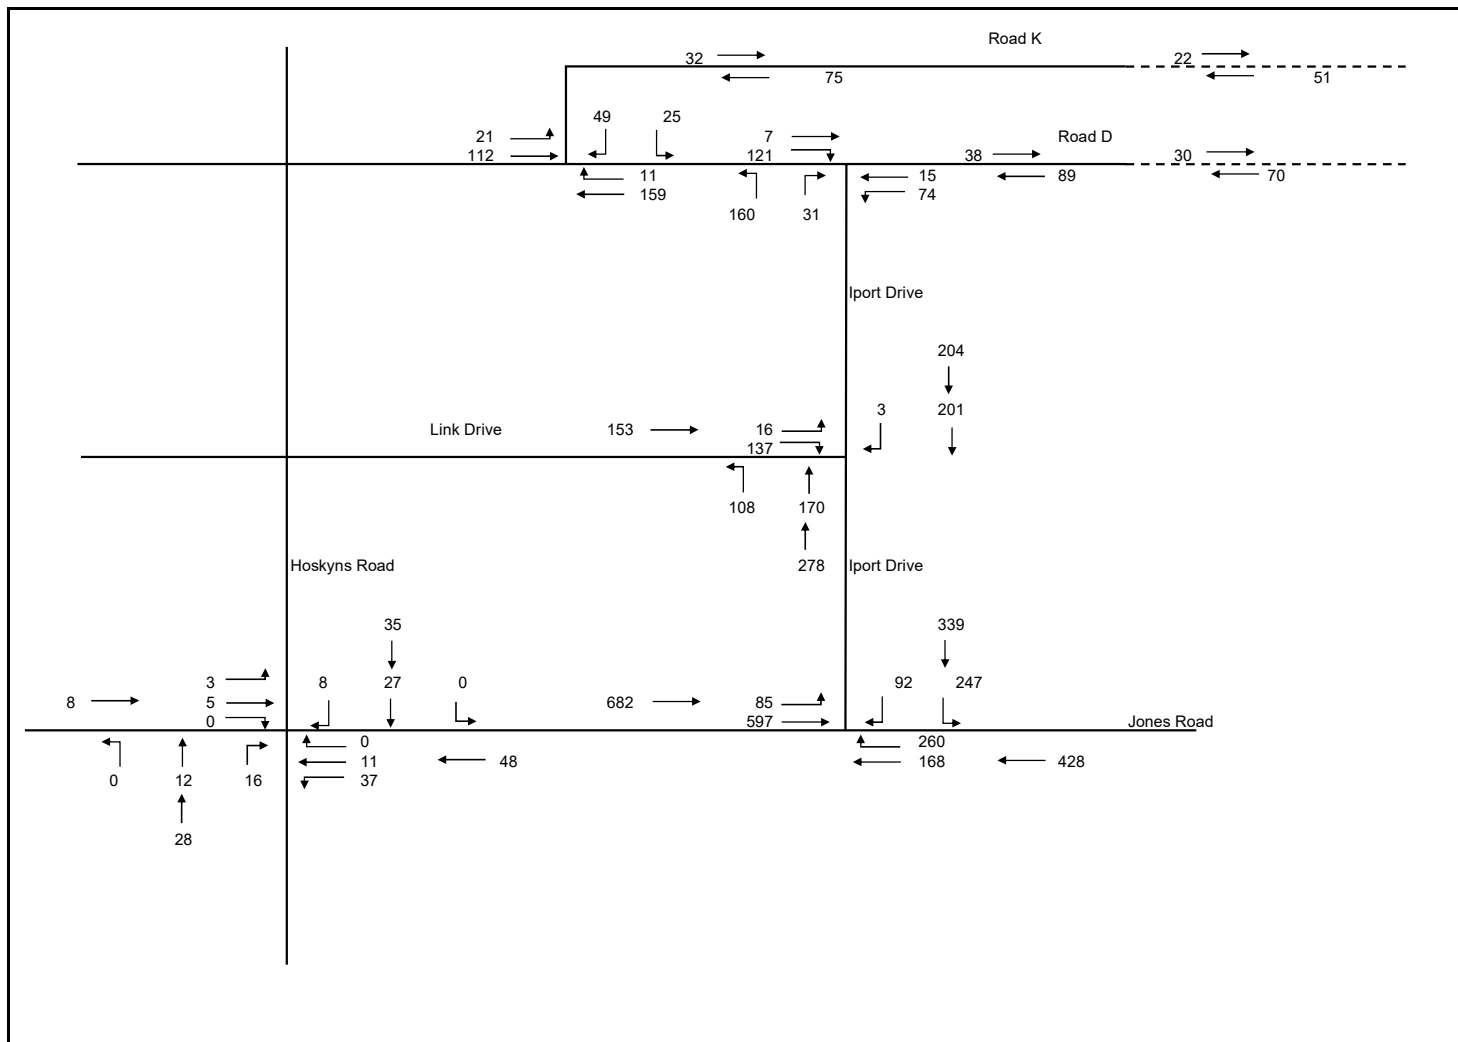 Road K
32 22
75 51
49 25
21 7 Road D
112 121 38 30
11 15 89 70
159 74
160 31
Iport Drive
204
3 201
Link Drive 153 16
137
108 170
278
Hoskyns Road Iport Drive
35 339
3 8 27 0 92 247
8 5 682 85
0 597 Jones Road
0 260
11 48 168 428
0 12 16 37
28